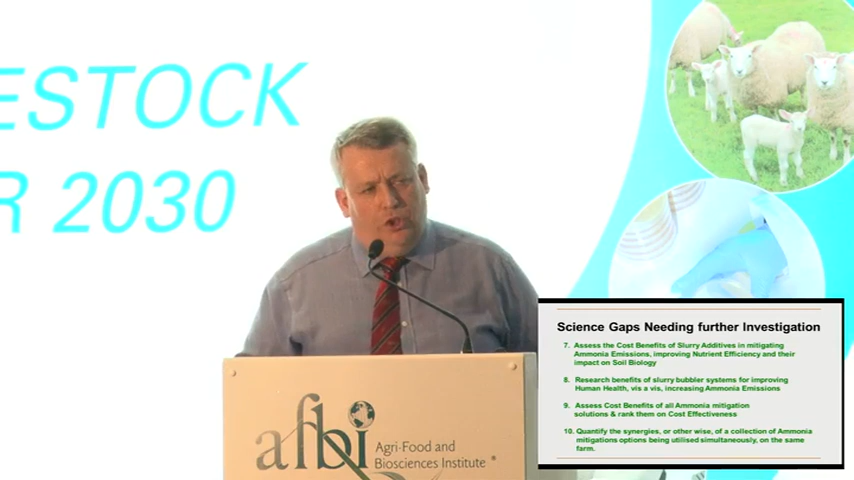 ESTOCK
R 2030
afbi
Agri-Food and
Biosciences Institute
Science Gaps Needing further Investigation
7. Assess the Cost Benefits of Slurry Additives in mitigating
Ammonia Emissions, improving Nutrient Efficiency and their
impact on Soil Biology
8. Research benefits of slurry bubbler systems for improving
Human Health, vis a vis, increasing Ammonia Emissions
9. Assess Cost Benefits of all Ammonia mitigation
solutions & rank them on Cost Effectiveness
10. Quantify the synergies, or other wise, of a collection of Ammonia
mitigations options being utilised simultaneously, on the same
farm.